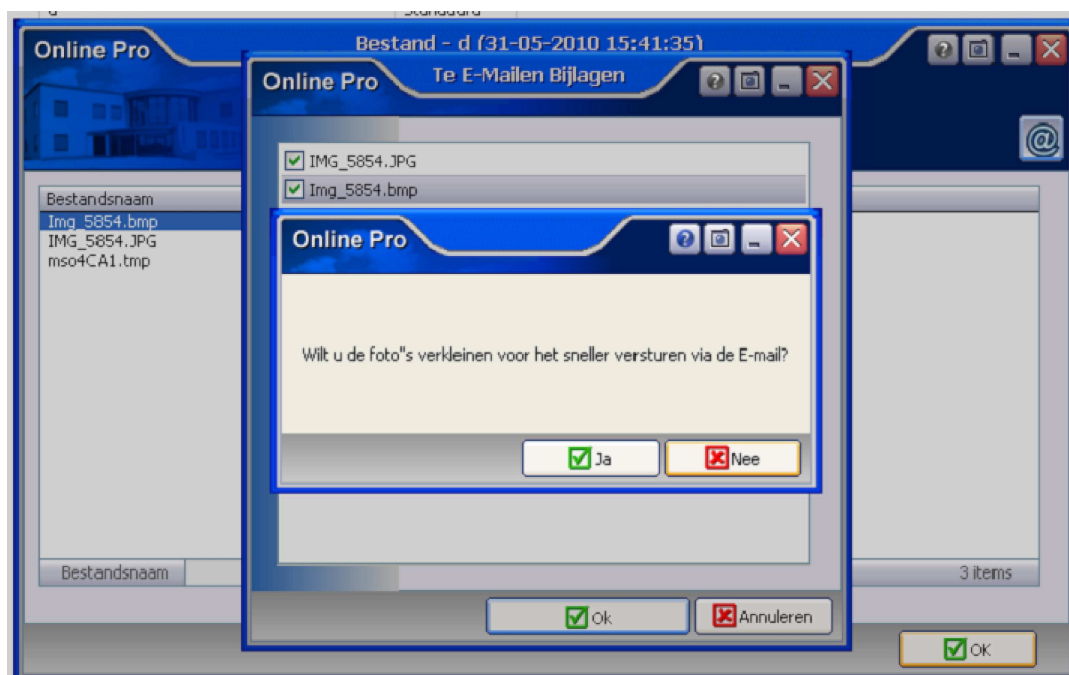 Online Pro
Bestand - d (31-05-2010 15:41:35)
Online Pro
Te E-Mailen Bijlagen
IMG_5854.JPG
Img_5854.bmp
Bestandsnaam
Img_5854.bmp
IMG_5854.JPG
mso4CA1.tmp
Online Pro
Wilt u de foto"s verkleinen voor het sneller versturen via de E-mail?
Ja
Nee
Bestandsnaam
3 items
Ok
Annuleren
OK